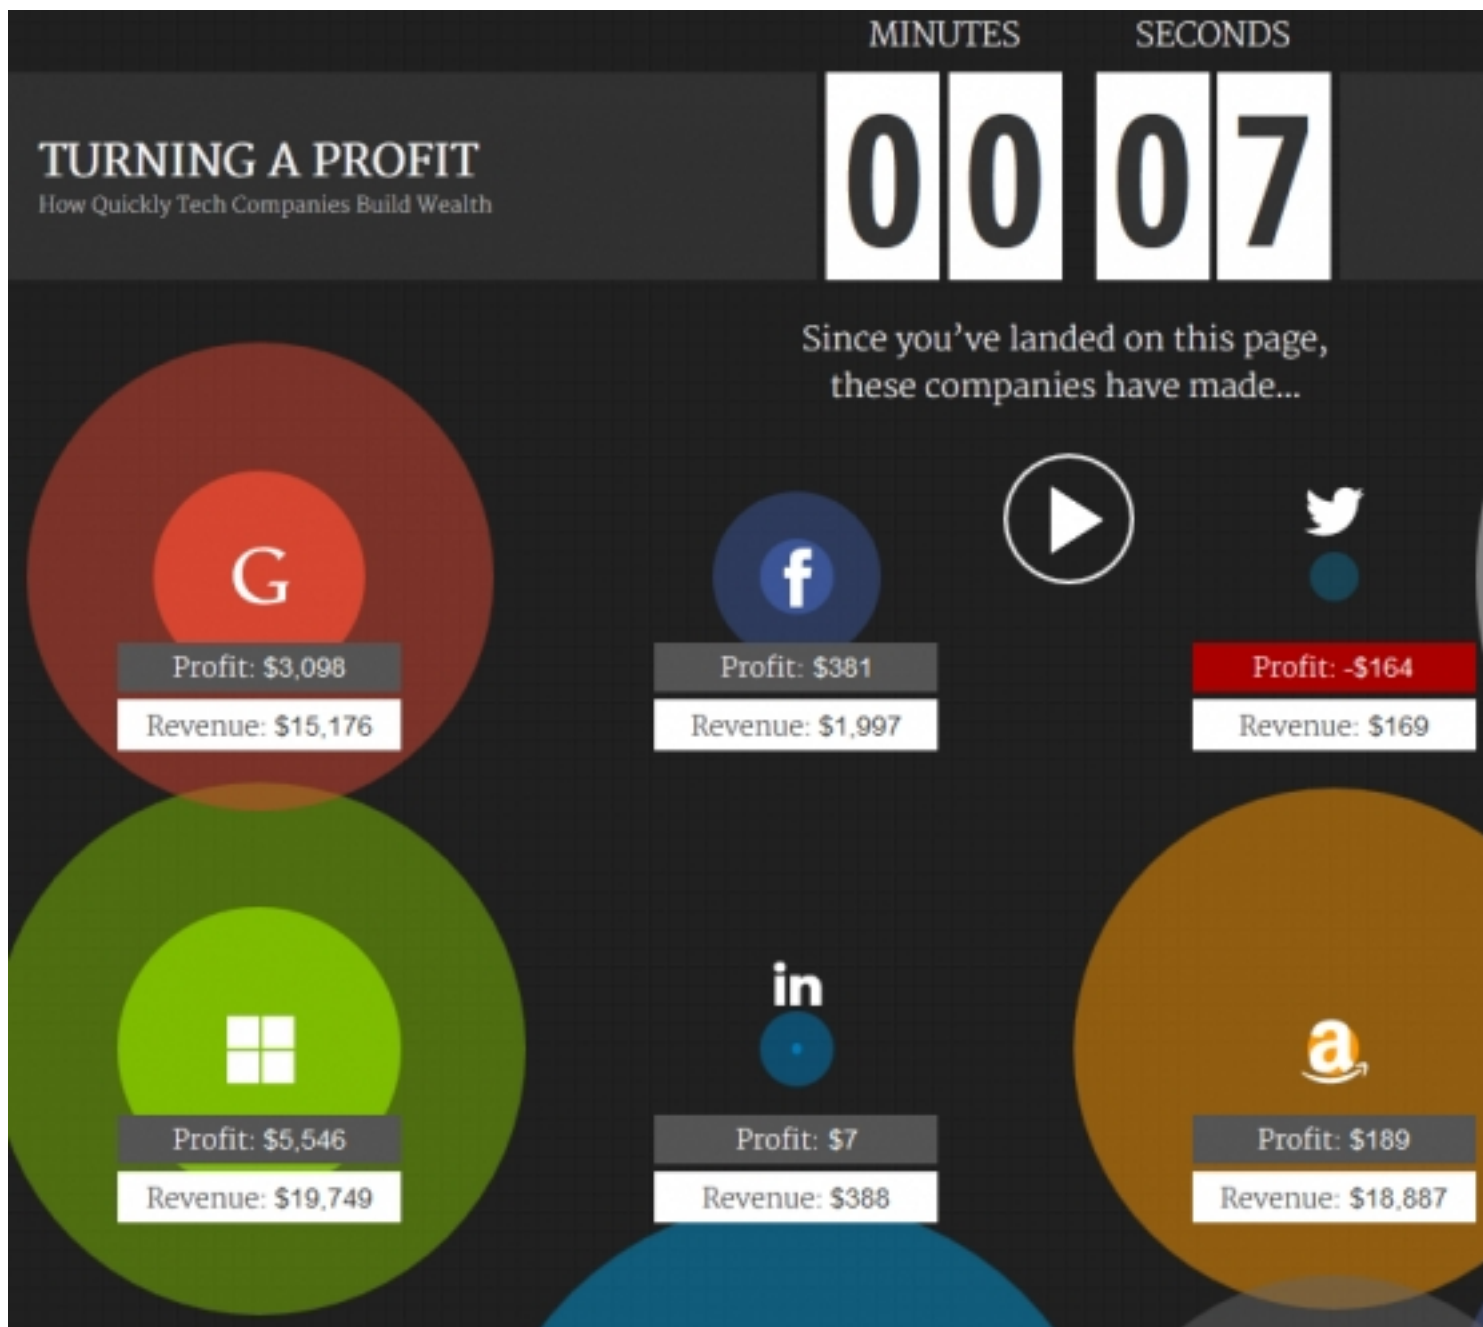 MINUTES SECONDS
00 07
TURNING A PROFIT
How Quickly Tech Companies Build Wealth
Since you've landed on this page,
these companies have made...
G
f
Profit: $3,098
Revenue: $15,176
Profit: $381
Revenue: $1,997
Profit: -$164
Revenue: $169
in
a
Profit: $5,546
Revenue: $19,749
Profit: $7
Revenue: $388
Profit: $189
Revenue: $18,887